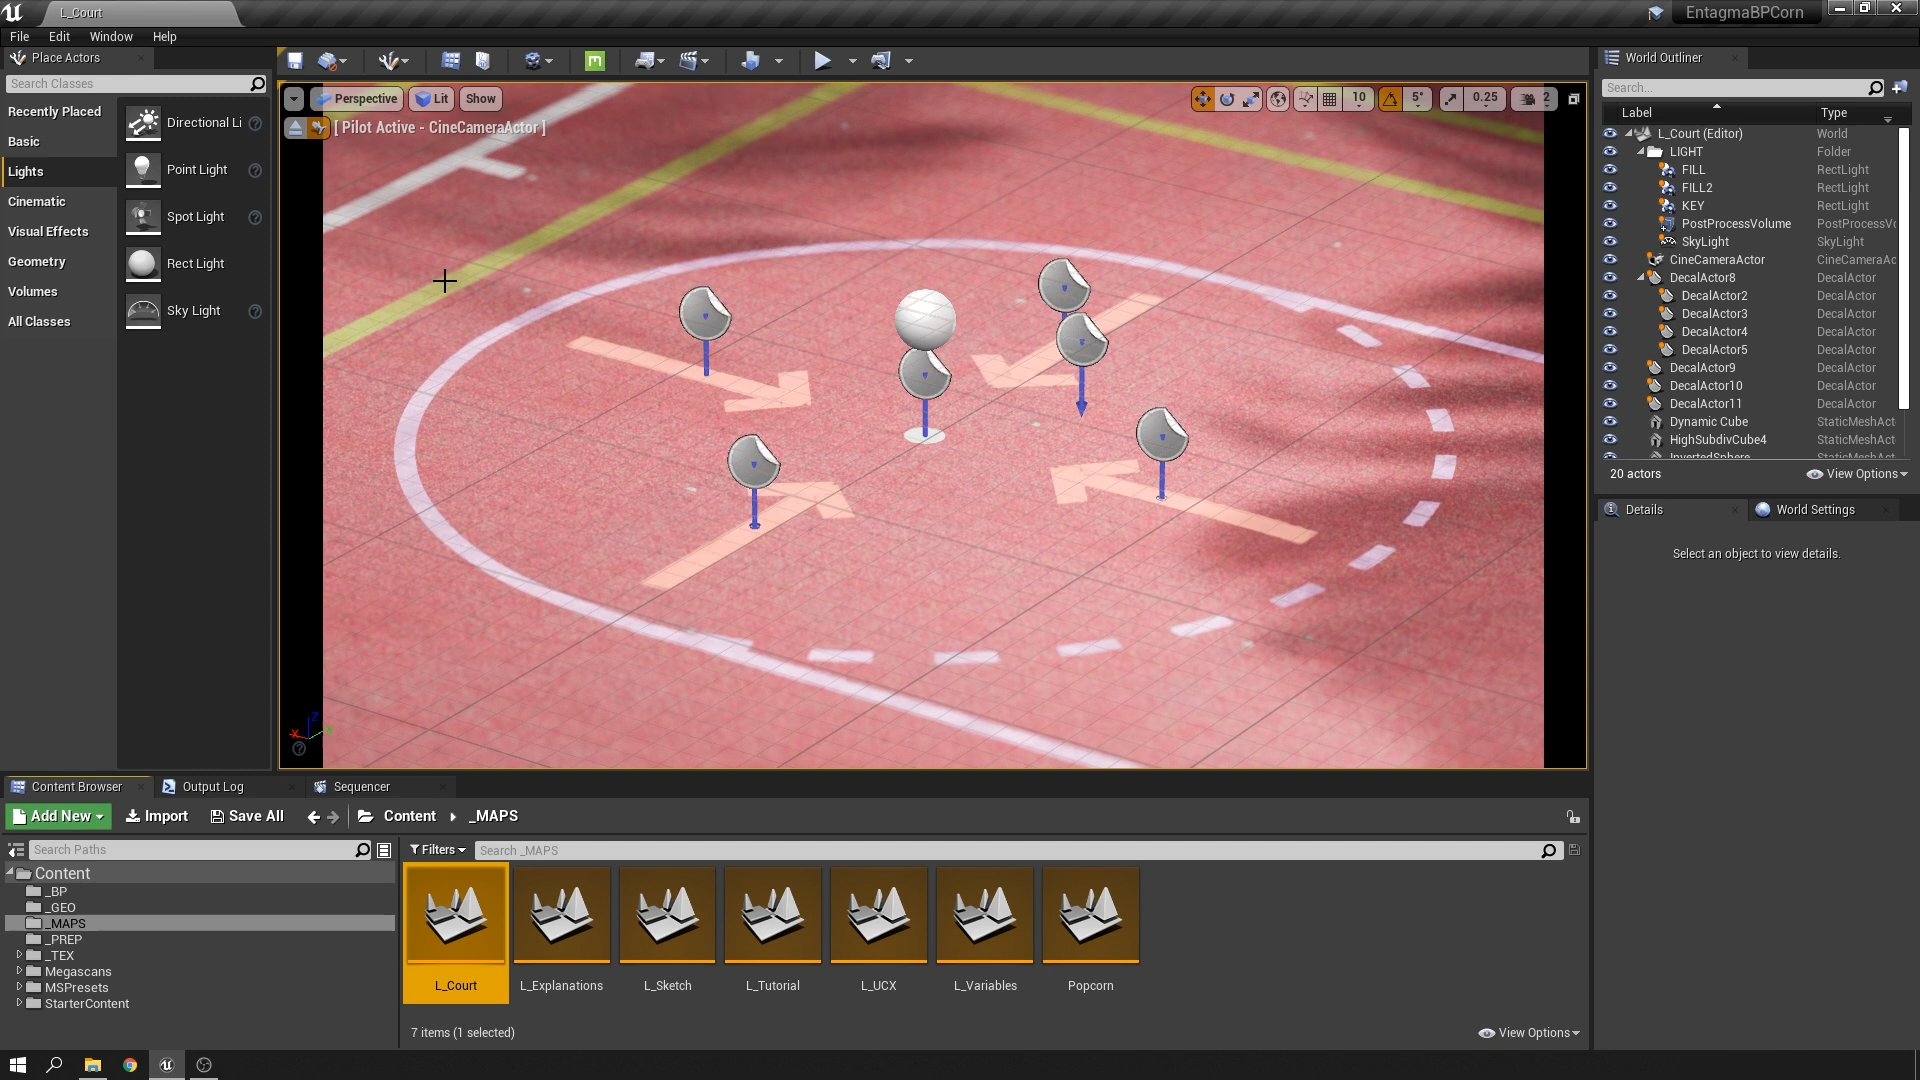 L_Court
EntagmaBPCorn
File Edit Window Help
Place Actors
Search Classes
Recently Placed
Basic
Lights
Cinematic
Visual Effects
Geometry
Volumes
All Classes
Directional Li
Point Light
Spot Light
Rect Light
Sky Light
Perspective Lit Show
10 5° 0.25 2
[ Pilot Active - CineCameraActor ]
X Z
World Outliner
Search...
Label Type
L_Court (Editor) World
LIGHT Folder
FILL RectLight
FILL2 RectLight
KEY RectLight
PostProcessVolume PostProcessVo
SkyLight SkyLight
CineCameraActor CineCameraAc
DecalActor8 DecalActor
DecalActor2 DecalActor
DecalActor3 DecalActor
DecalActor4 DecalActor
DecalActor5 DecalActor
DecalActor9 DecalActor
DecalActor10 DecalActor
DecalActor11 DecalActor
Dynamic Cube StaticMeshAct
HighSubdivCube4 StaticMeshAct
InvertedSphere StaticMeshAct
20 actors View Options
Details World Settings
Select an object to view details.
Content Browser Output Log Sequencer
Add New Import Save All Content _MAPS
Search Paths
Filters Search _MAPS
Content
_BP
_GEO
_MAPS
_PREP
_TEX
Megascans
MSPresets
StarterContent
L_Court L_Explanations L_Sketch L_Tutorial L_UCX L_Variables Popcorn
7 items (1 selected) View Options